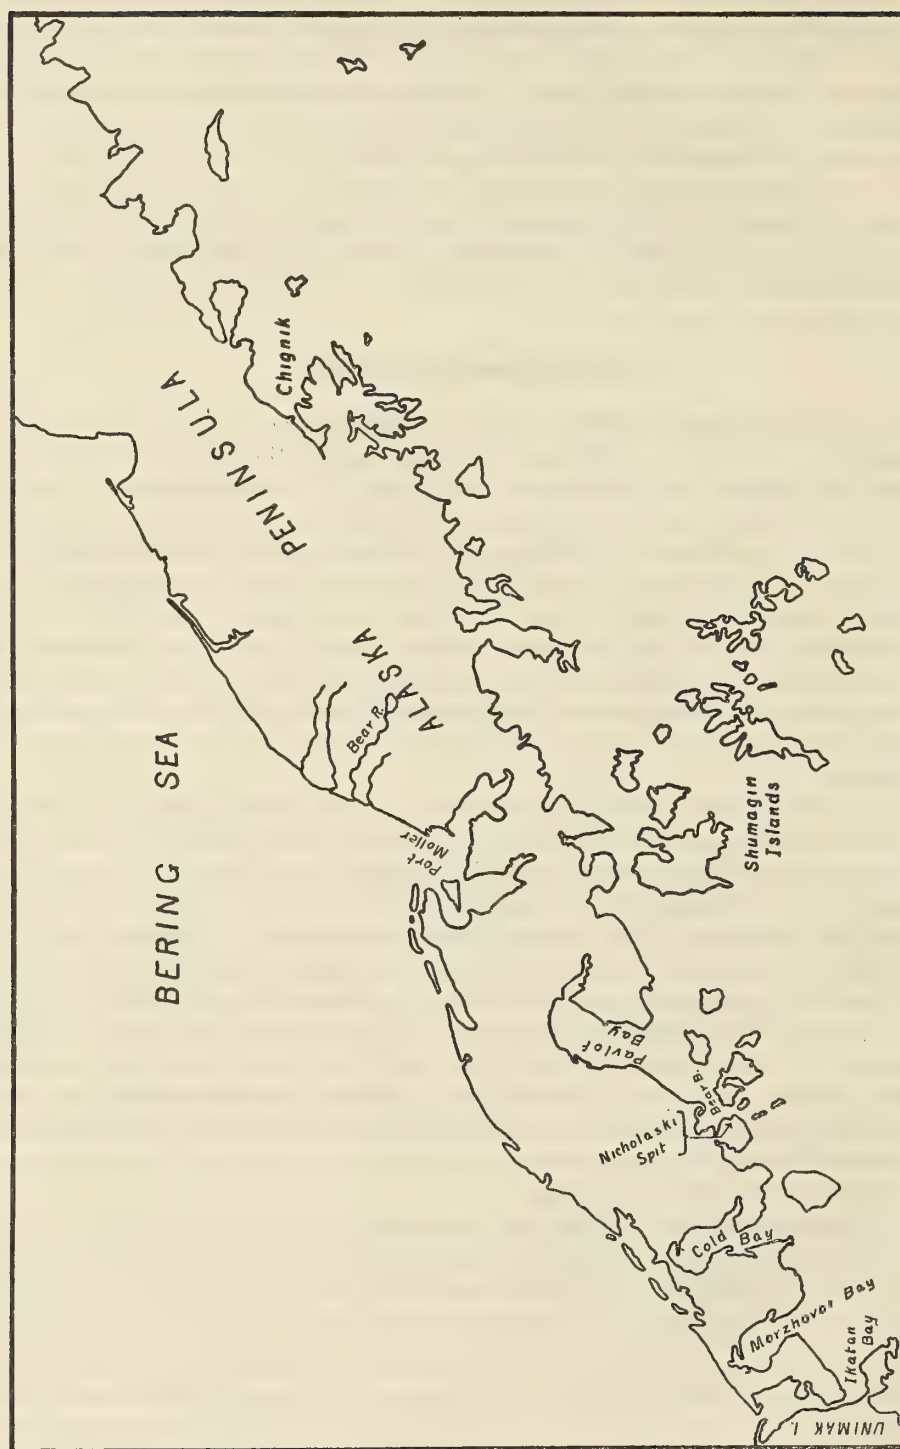 BERING SEA
ALASKA
PENINSULA
Chignik
Bear R.
Port
Moller
Shumagin
Islands
Pavlof
Bay
Bear B.
Nicholaski
Spit
Cold Bay
Morzhovoi Bay
Ikatan
Bay
UNIMAK I.